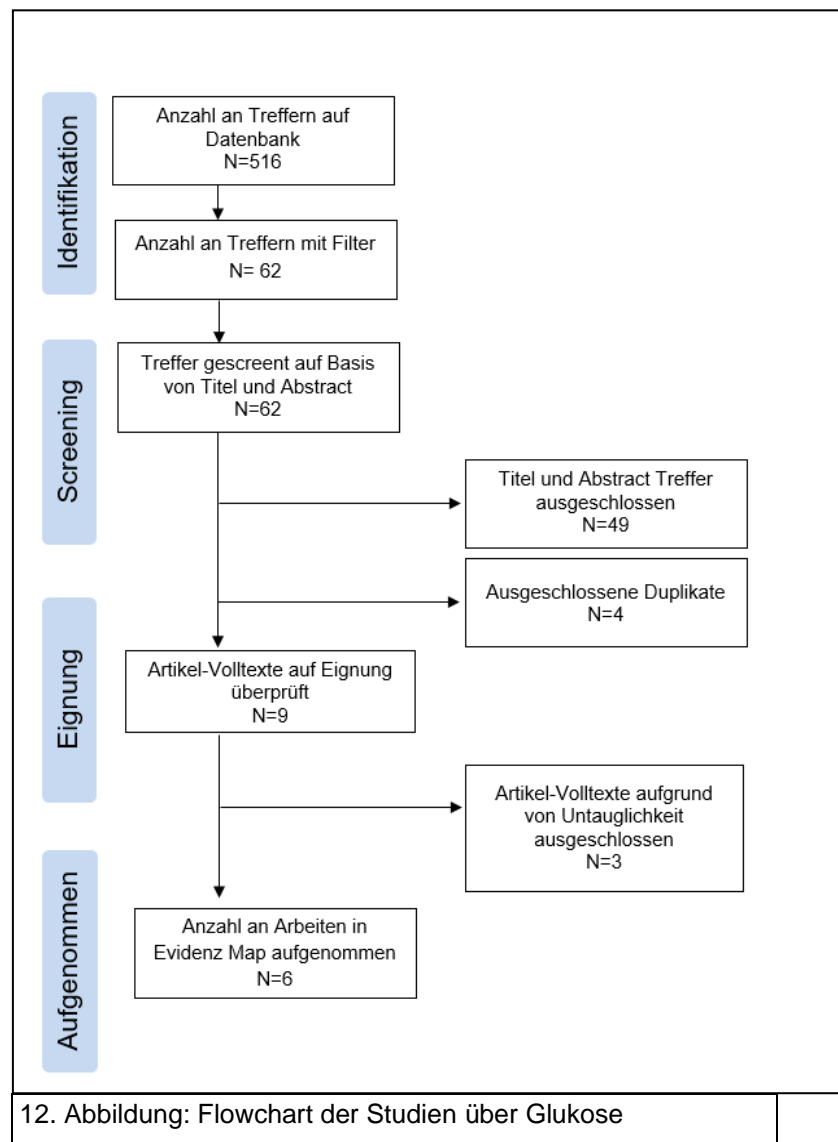 Identifikation
Anzahl an Treffern auf
Datenbank
N=516
Anzahl an Treffern mit Filter
N= 62
Screening
Treffer gescreent auf Basis
von Titel und Abstract
N=62
Titel und Abstract Treffer
ausgeschlossen
N=49
Ausgeschlossene Duplikate
N=4
Eignung
Artikel-Volltexte auf Eignung
überprüft
N=9
Artikel-Volltexte aufgrund
von Untauglichkeit
ausgeschlossen
N=3
Aufgenommen
Anzahl an Arbeiten in
Evidenz Map aufgenommen
N=6
12. Abbildung: Flowchart der Studien über Glukose